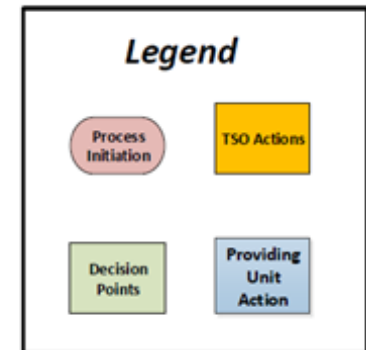 Legend
Process
Initiation
TSO Actions
Decision
Points
Providing
Unit
Action